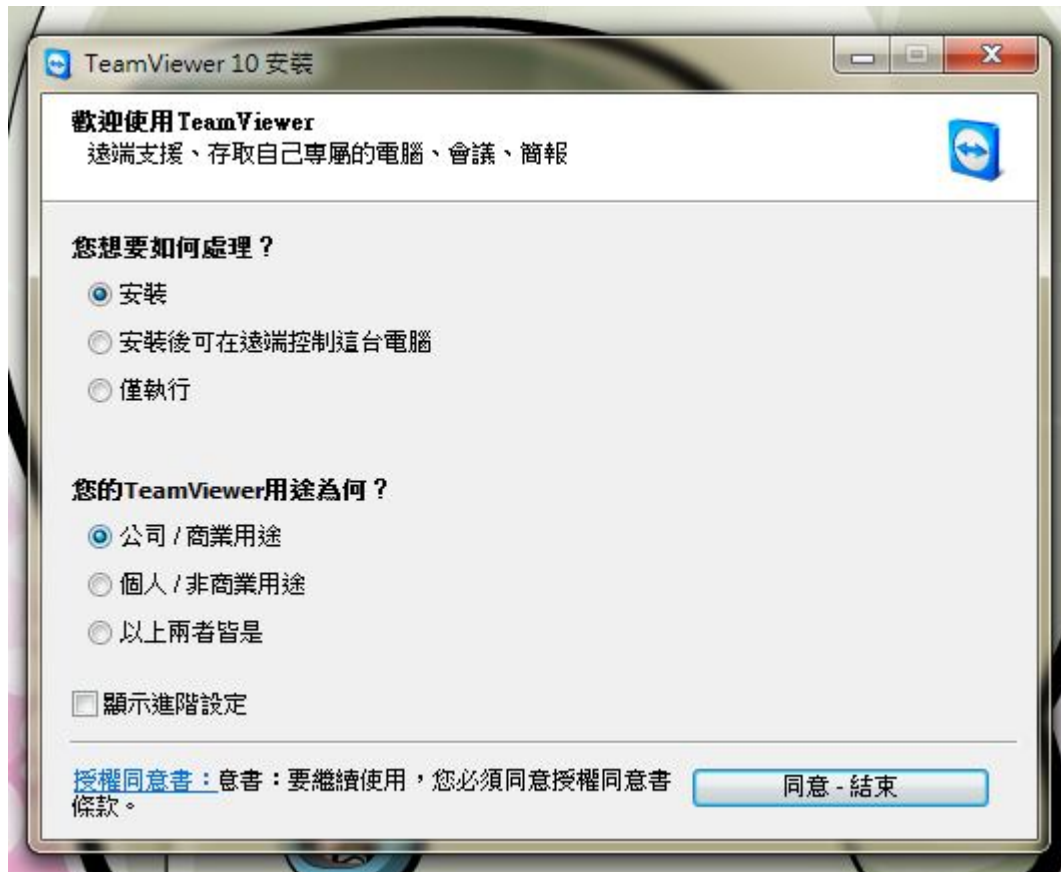 TeamViewer 10 安裝
歡迎使用TeamViewer
遠端支援、存取自己專屬的電腦、會議、簡報
您想要如何處理？
安裝
安裝後可在遠端控制這台電腦
僅執行
您的TeamViewer用途為何？
公司 / 商業用途
個人 / 非商業用途
以上兩者皆是
顯示進階設定
授權同意書：意書：要繼續使用，您必須同意授權同意書
條款。
同意 - 結束